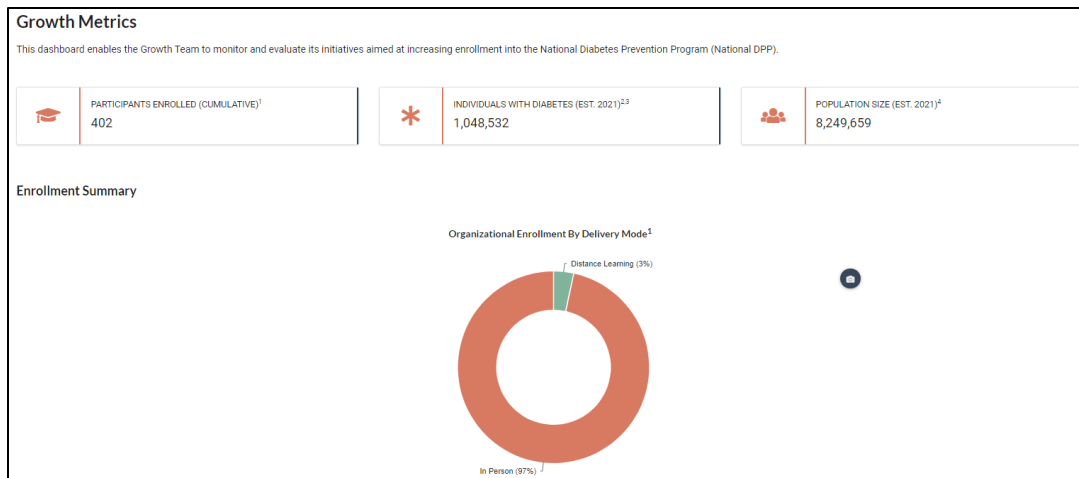 Growth Metrics
This dashboard enables the Growth Team to monitor and evaluate its initiatives aimed at increasing enrollment into the National Diabetes Prevention Program (National DPP).
PARTICIPANTS ENROLLED (CUMULATIVE)¹
402
INDIVIDUALS WITH DIABETES (EST. 2021)²,³
1,048,532
POPULATION SIZE (EST. 2021)⁴
8,249,659
Enrollment Summary
Organizational Enrollment By Delivery Mode¹
Distance Learning (3%)
In Person (97%)